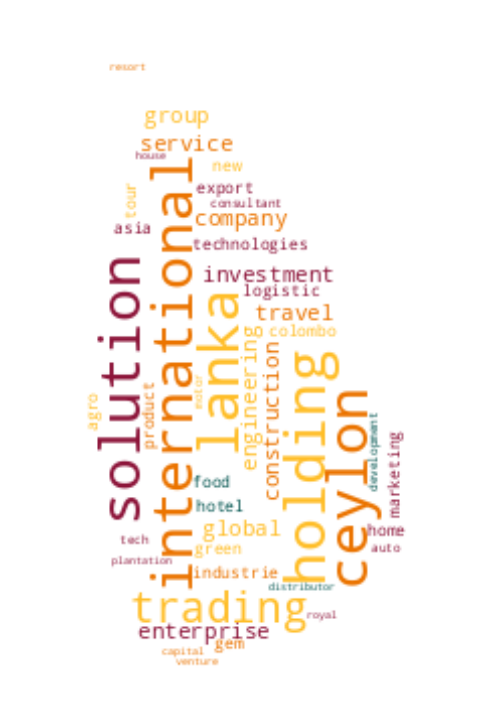 resort
group
service
house
new
tour
export
consultant
asia
company
technologies
international
solution
investment
logistic
lanka
travel
colombo
engineering
construction
holding
motor
product
agro
ceylon
development
marketing
food
hotel
global
home
tech
green
auto
plantation
industrie
distributor
trading
royal
enterprise
gem
capital
venture